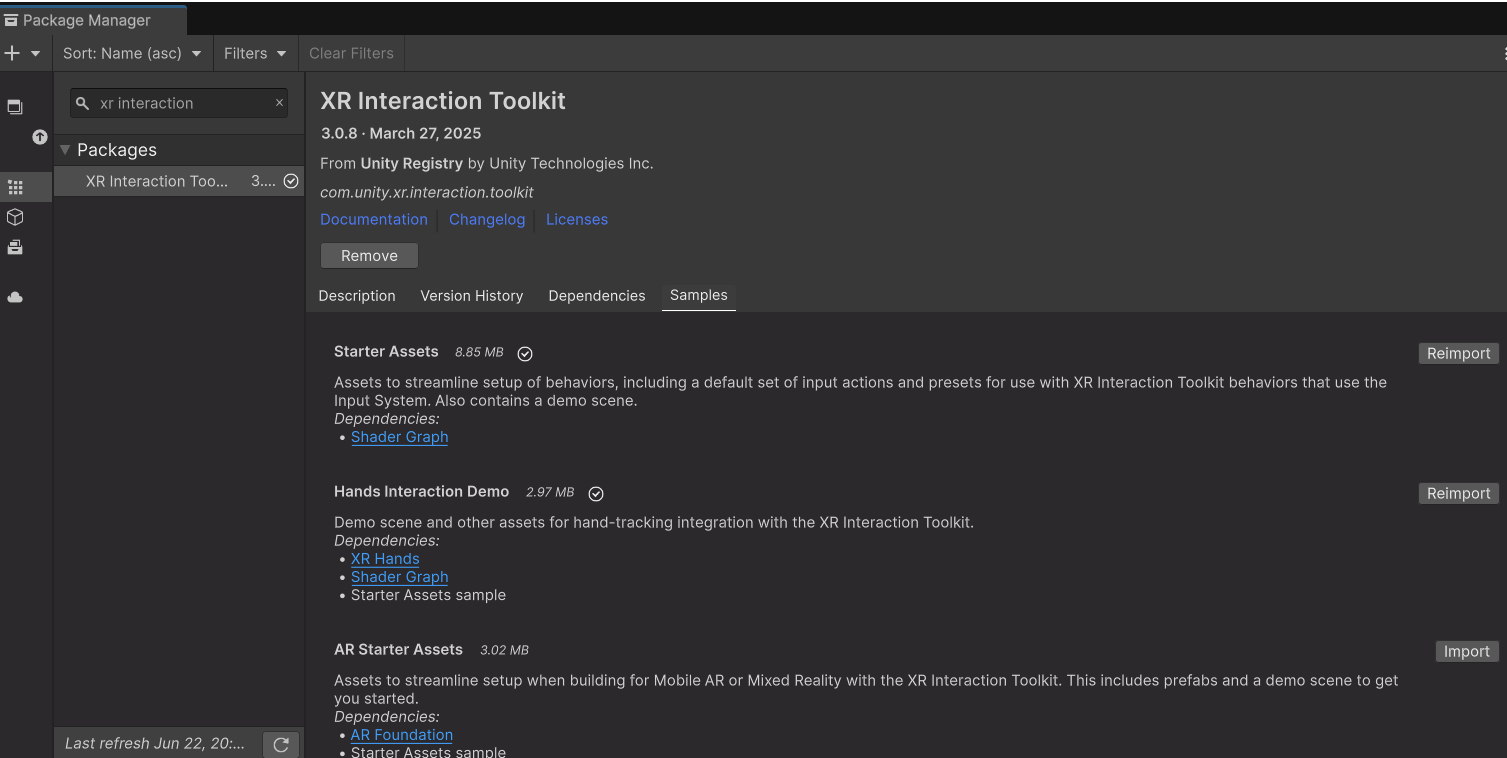 Package Manager
Sort: Name (asc) Filters Clear Filters
xr interaction ×
Packages
XR Interaction Too... 3....
Last refresh Jun 22, 20:...
XR Interaction Toolkit
3.0.8 · March 27, 2025
From Unity Registry by Unity Technologies Inc.
com.unity.xr.interaction.toolkit
Documentation Changelog Licenses
Remove
Description Version History Dependencies Samples
Starter Assets 8.85 MB Reimport
Assets to streamline setup of behaviors, including a default set of input actions and presets for use with XR Interaction Toolkit behaviors that use the
Input System. Also contains a demo scene.
Dependencies:
• Shader Graph
Hands Interaction Demo 2.97 MB Reimport
Demo scene and other assets for hand-tracking integration with the XR Interaction Toolkit.
Dependencies:
• XR Hands
• Shader Graph
• Starter Assets sample
AR Starter Assets 3.02 MB Import
Assets to streamline setup when building for Mobile AR or Mixed Reality with the XR Interaction Toolkit. This includes prefabs and a demo scene to get
you started.
Dependencies:
• AR Foundation
• Starter Assets sample